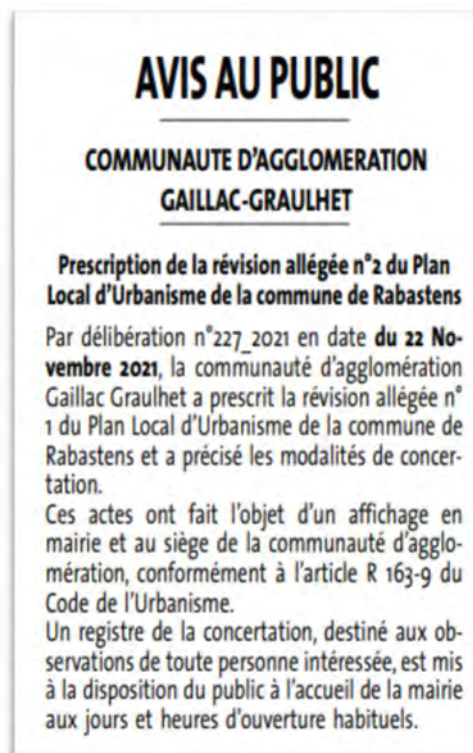 AVIS AU PUBLIC
COMMUNAUTE D'AGGLOMERATION
GAILLAC-GRAULHET
Prescription de la révision allégée n°2 du Plan
Local d'Urbanisme de la commune de Rabastens
Par délibération n°227_2021 en date du 22 No-
vembre 2021, la communauté d'agglomération
Gaillac Graulhet a prescrit la révision allégée n°
1 du Plan Local d'Urbanisme de la commune de
Rabastens et a précisé les modalités de concer-
tation.
Ces actes ont fait l'objet d'un affichage en
mairie et au siège de la communauté d'agglo-
mération, conformément à l'article R 163-9 du
Code de l'Urbanisme.
Un registre de la concertation, destiné aux ob-
servations de toute personne intéressée, est mis
à la disposition du public à l'accueil de la mairie
aux jours et heures d'ouverture habituels.